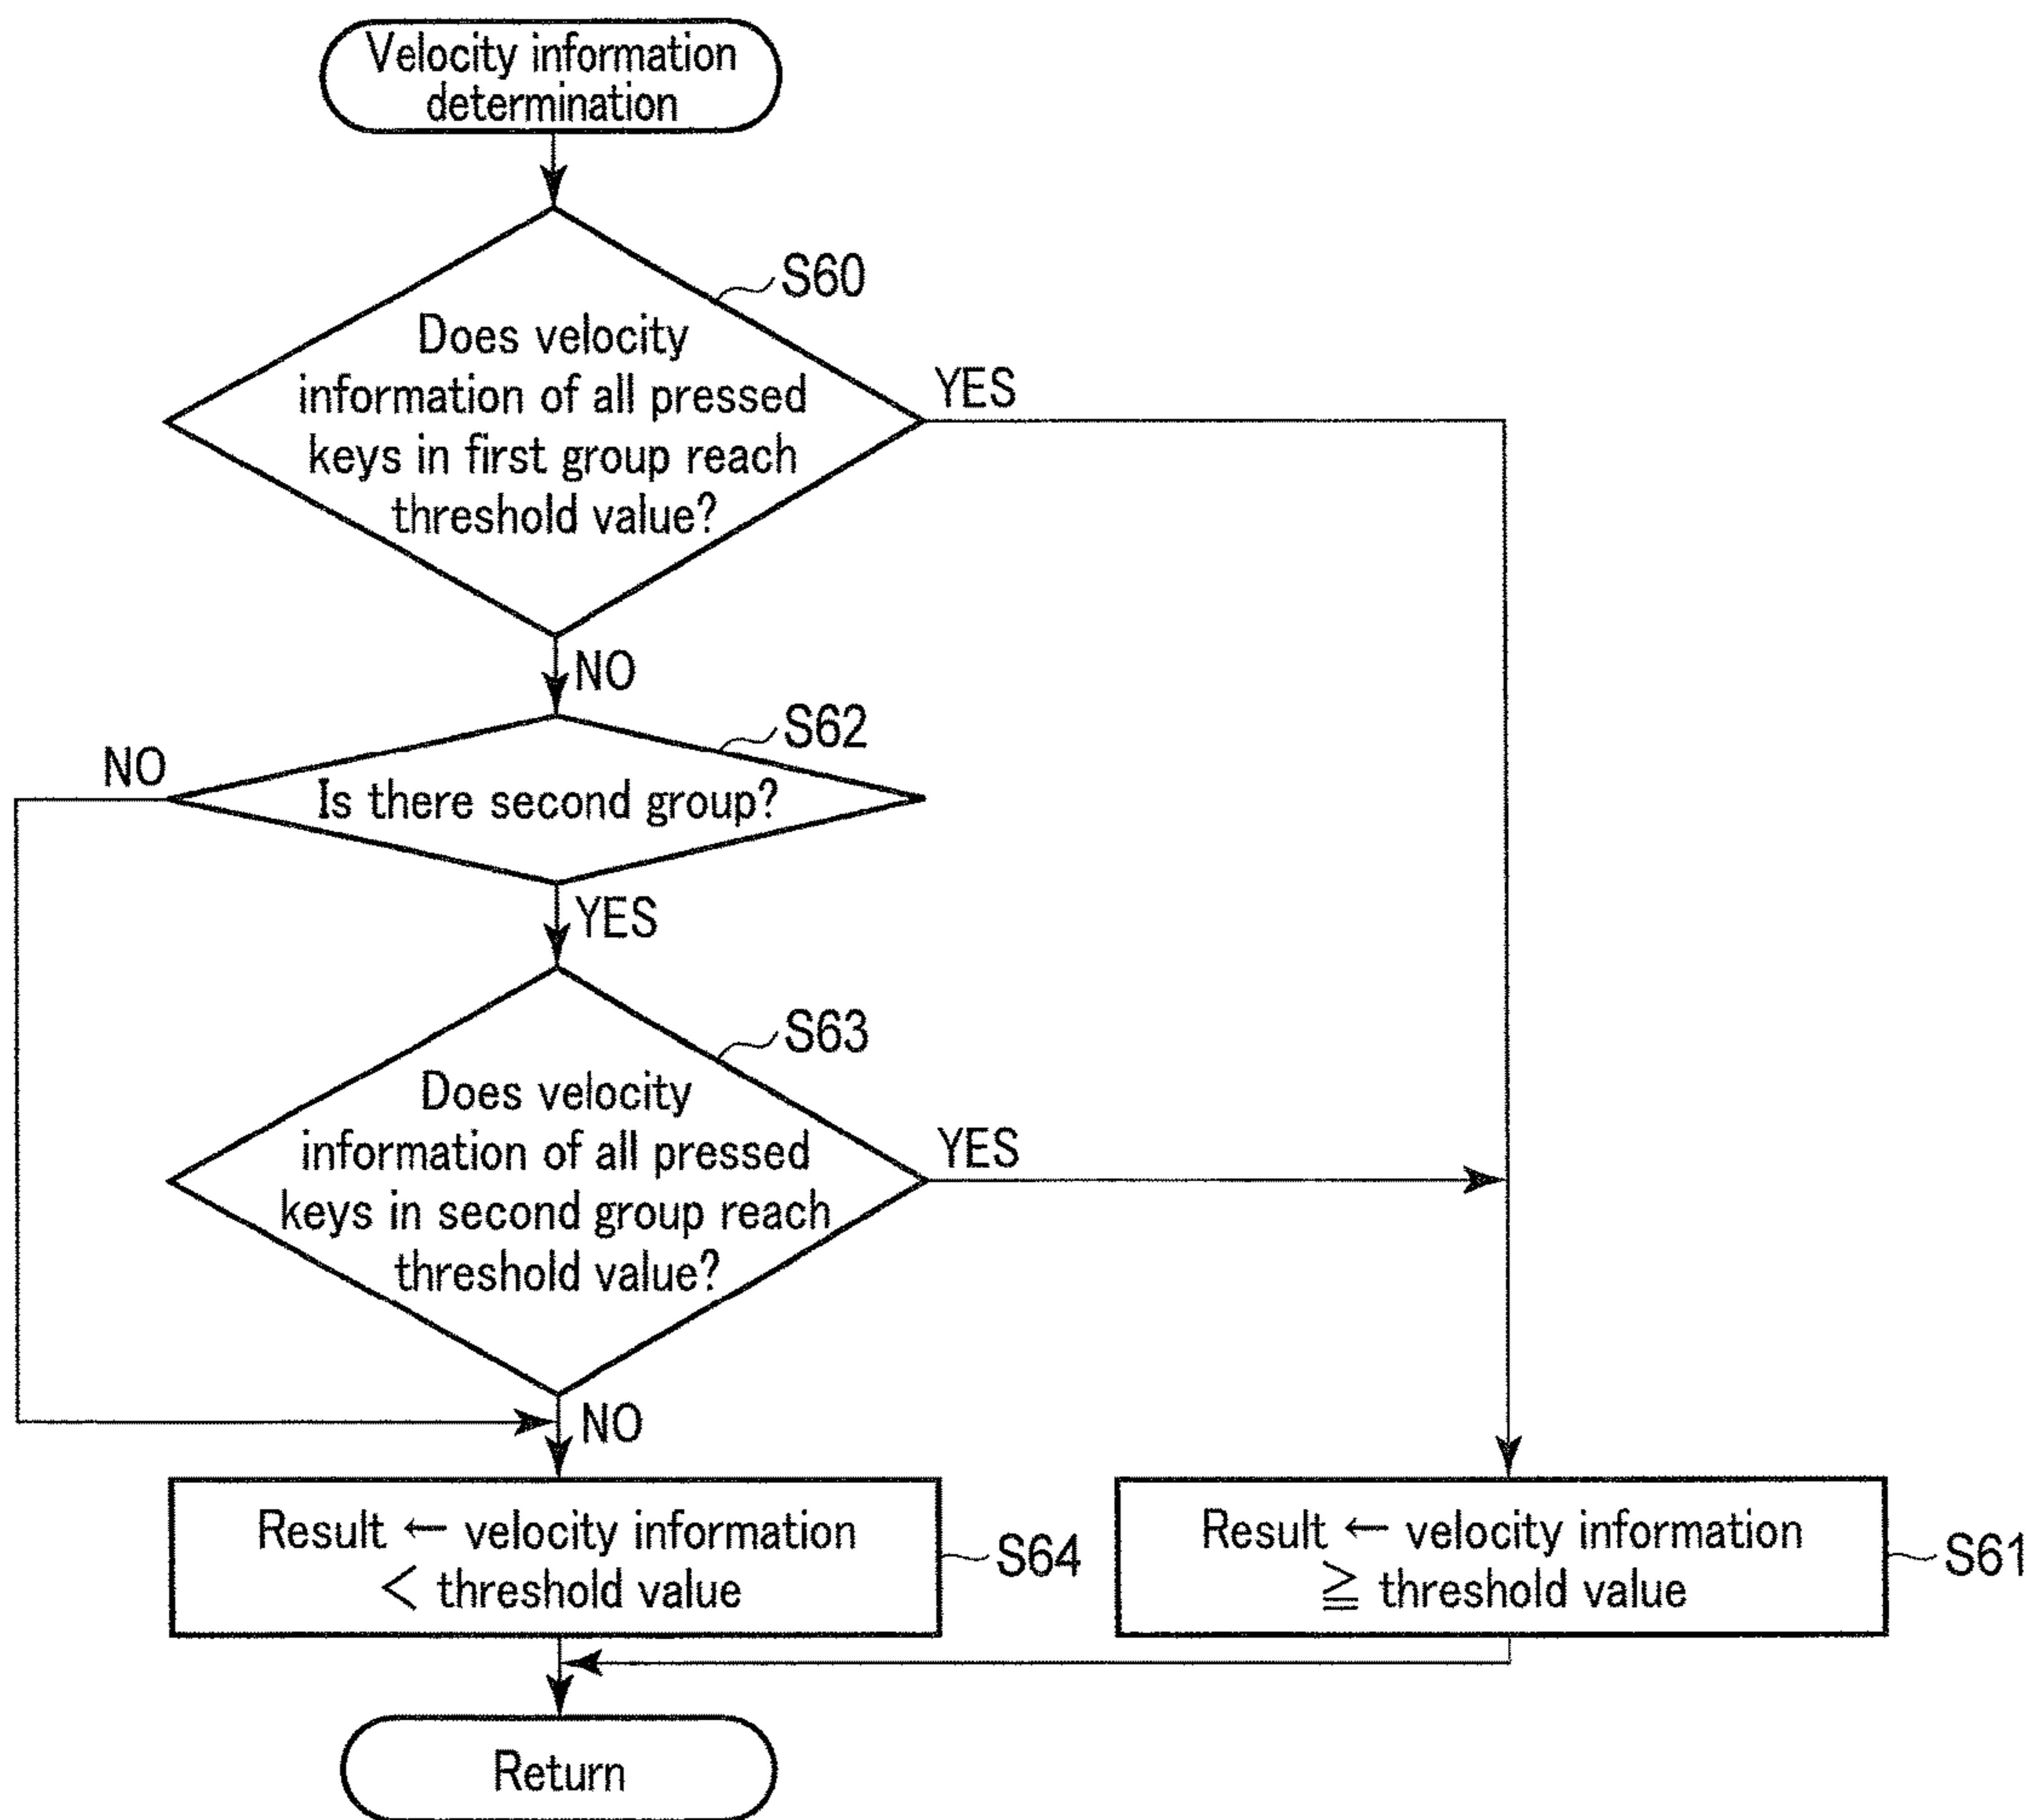 Velocity information
determination
S60
Does velocity
information of all pressed
keys in first group reach
threshold value?
YES
NO
S62
NO
Is there second group?
YES
S63
Does velocity
information of all pressed
keys in second group reach
threshold value?
YES
NO
Result ← velocity information
< threshold value
S64
Result ← velocity information
≧ threshold value
S61
Return